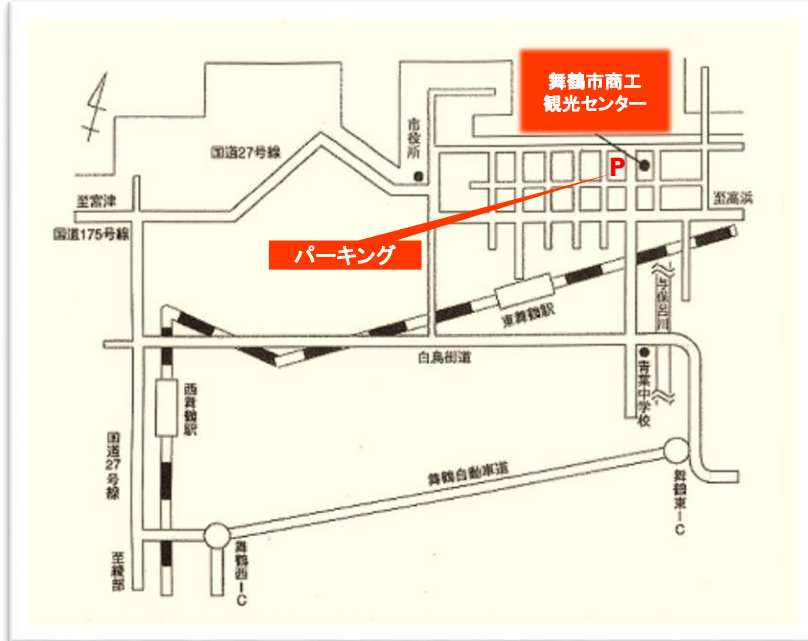 舞鶴市商工
観光センター
市役所
国道27号線
P
至宮津
至高浜
国道175号線
パーキング
与保呂川
東舞鶴駅
白鳥街道
青葉中学校
西舞鶴駅
国道27号線
舞鶴自動車道
舞鶴東IC
舞鶴西IC
至綾部